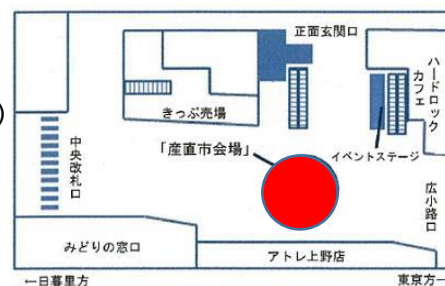 正面玄関口
ハードロック
カフェ
きっぷ売場
「産直市会場」
イベントステージ
中央改札口
広小路口
みどりの窓口
アトレ上野店
←日暮里方
東京方
)